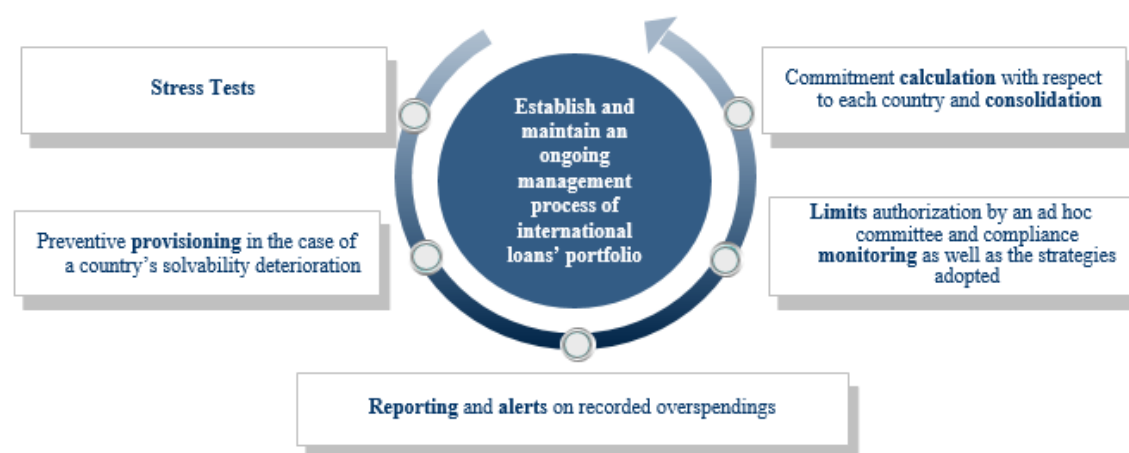 Stress Tests
Preventive provisioning in the case of
a country's solvability deterioration
Establish and
maintain an
ongoing
management
process of
international
loans' portfolio
Commitment calculation with respect
to each country and consolidation
Limits authorization by an ad hoc
committee and compliance
monitoring as well as the strategies
adopted
Reporting and alerts on recorded overspendings